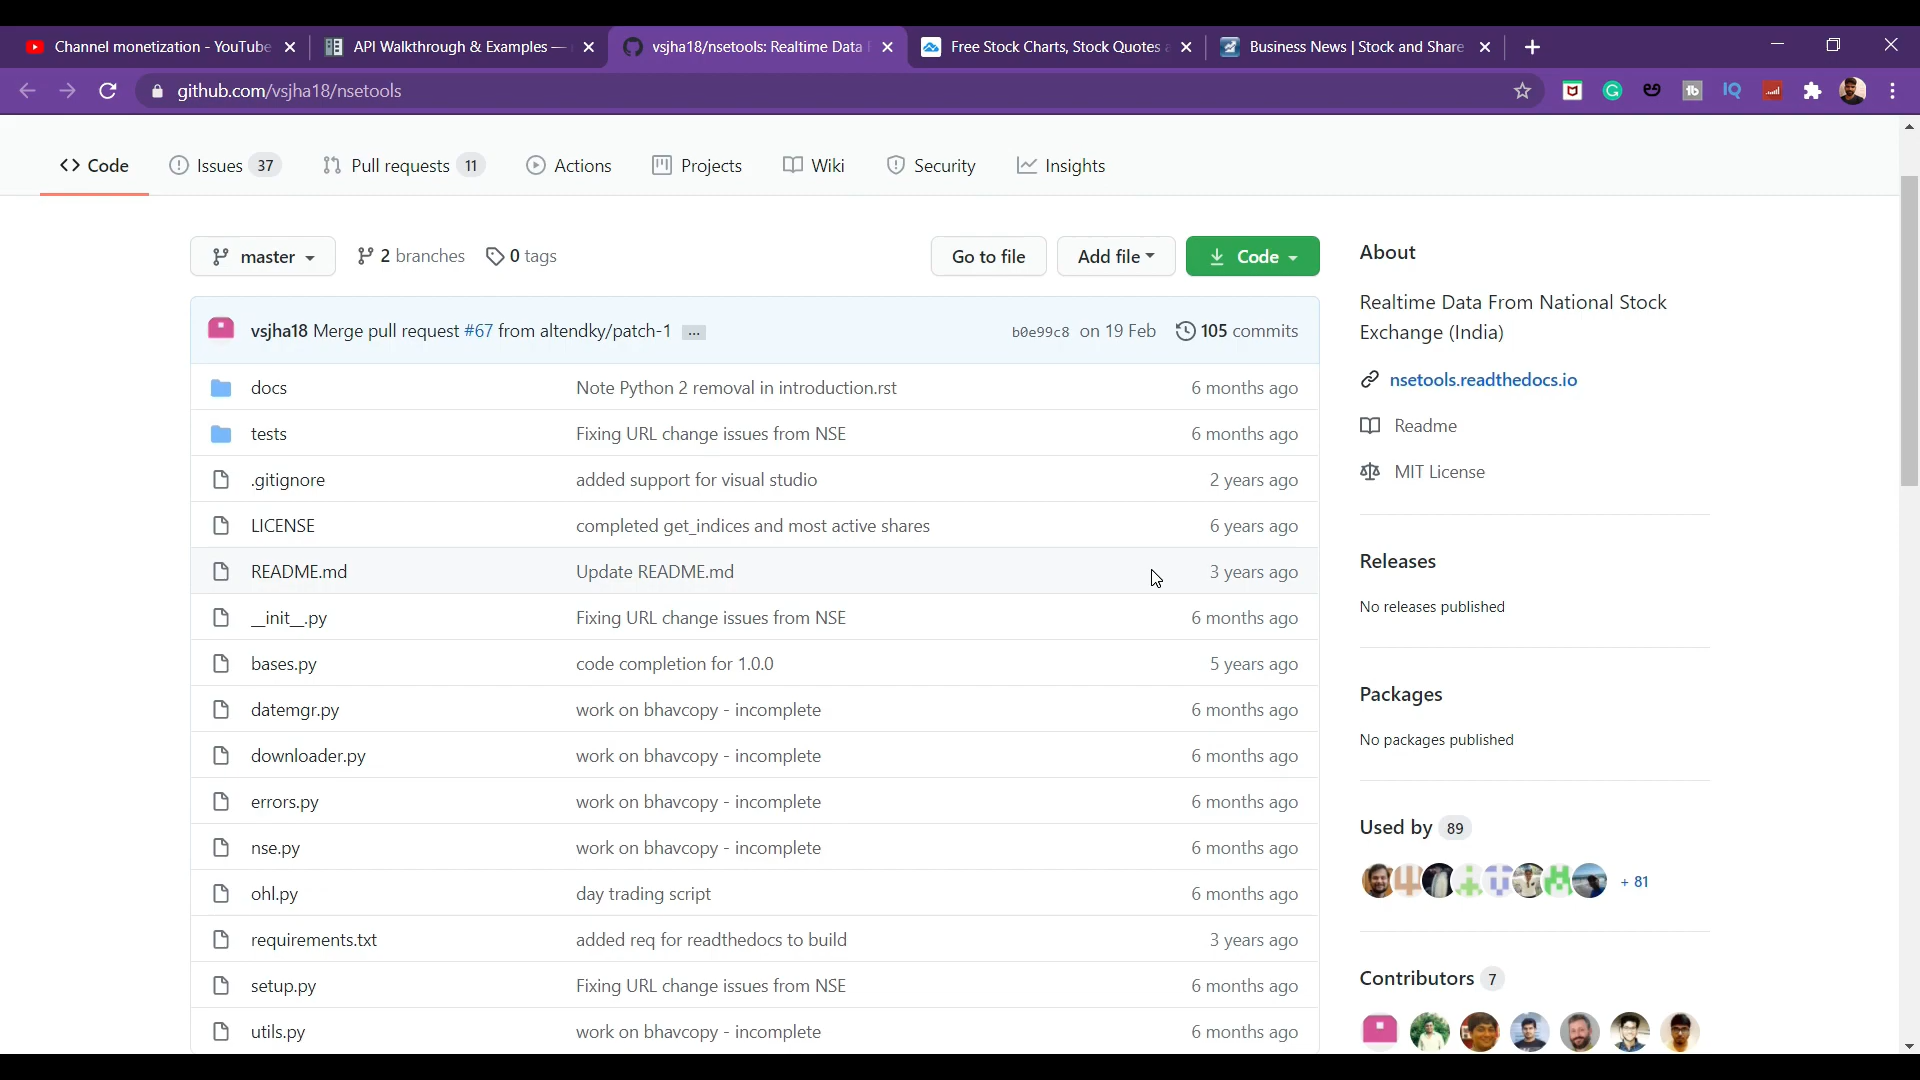 Channel monetization - YouTube
API Walkthrough & Examples —
vsjha18/nsetools: Realtime Data
Free Stock Charts, Stock Quotes
Business News | Stock and Share
github.com/vsjha18/nsetools
Code
Issues 37
Pull requests 11
Actions
Projects
Wiki
Security
Insights
master
2 branches
0 tags
Go to file
Add file
Code
vsjha18 Merge pull request #67 from altendky/patch-1 ...
b0e99c8 on 19 Feb
105 commits
docs Note Python 2 removal in introduction.rst 6 months ago
tests Fixing URL change issues from NSE 6 months ago
.gitignore added support for visual studio 2 years ago
LICENSE completed get_indices and most active shares 6 years ago
README.md Update README.md 3 years ago
__init__.py Fixing URL change issues from NSE 6 months ago
bases.py code completion for 1.0.0 5 years ago
datemgr.py work on bhavcopy - incomplete 6 months ago
downloader.py work on bhavcopy - incomplete 6 months ago
errors.py work on bhavcopy - incomplete 6 months ago
nse.py work on bhavcopy - incomplete 6 months ago
ohl.py day trading script 6 months ago
requirements.txt added req for readthedocs to build 3 years ago
setup.py Fixing URL change issues from NSE 6 months ago
utils.py work on bhavcopy - incomplete 6 months ago
About
Realtime Data From National Stock
Exchange (India)
nsetools.readthedocs.io
Readme
MIT License
Releases
No releases published
Packages
No packages published
Used by 89
+ 81
Contributors 7